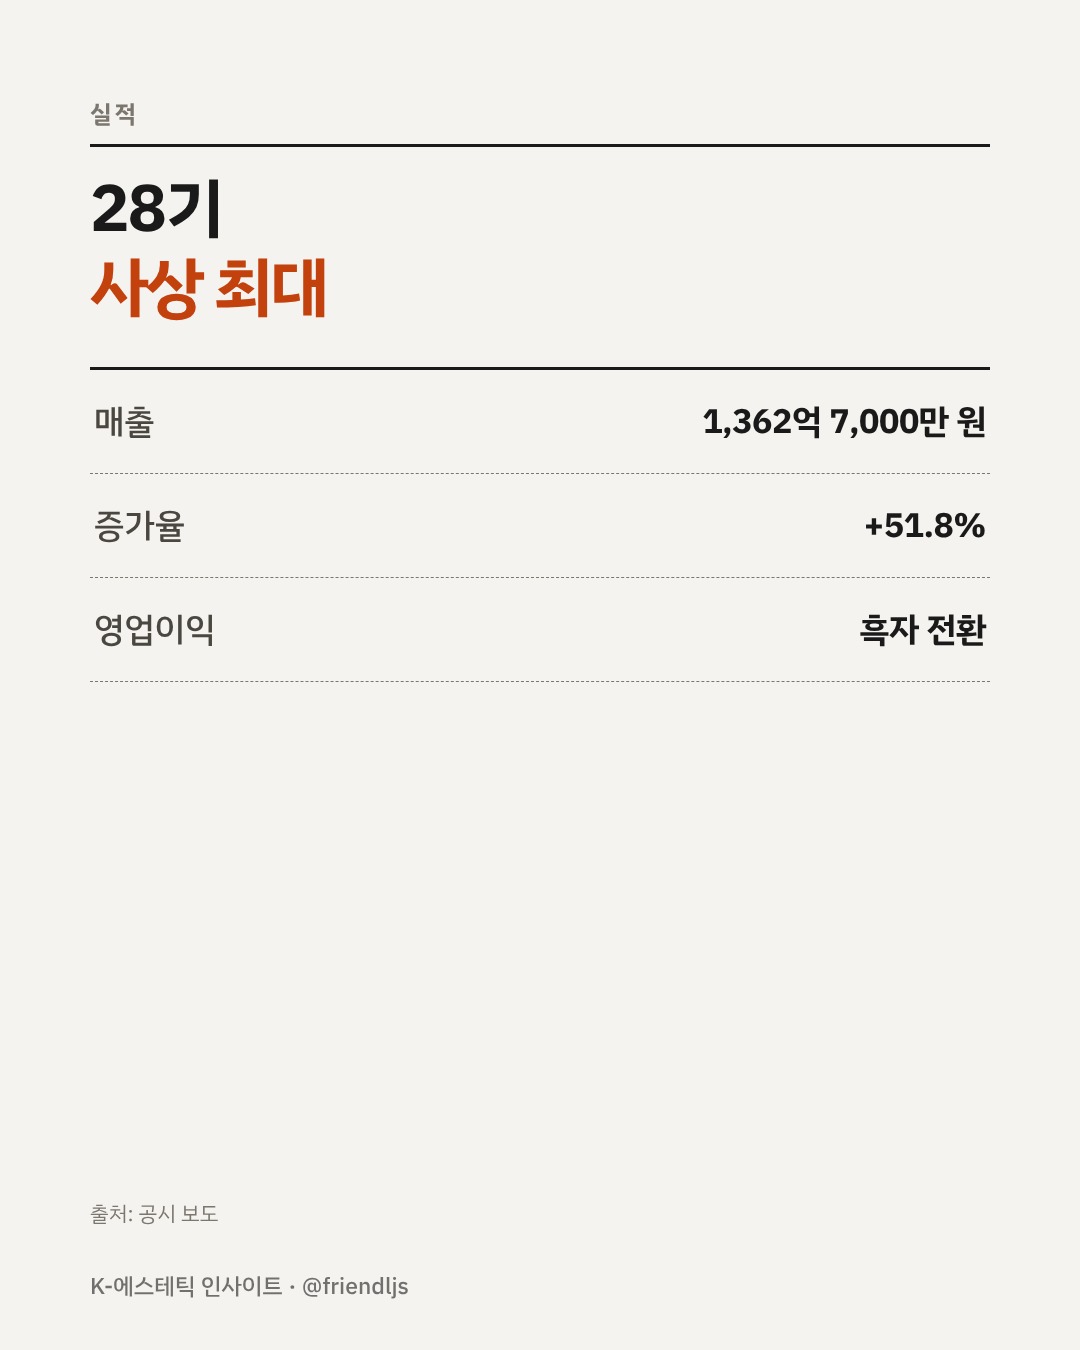 실적
28기
사상 최대
매출 1,362억 7,000만 원
증가율 +51.8%
영업이익 흑자 전환
출처: 공시 보도
K-에스테틱 인사이트 · @friendljs